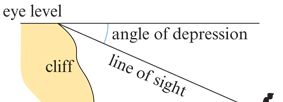 eye level
angle of depression
cliff
line of sight